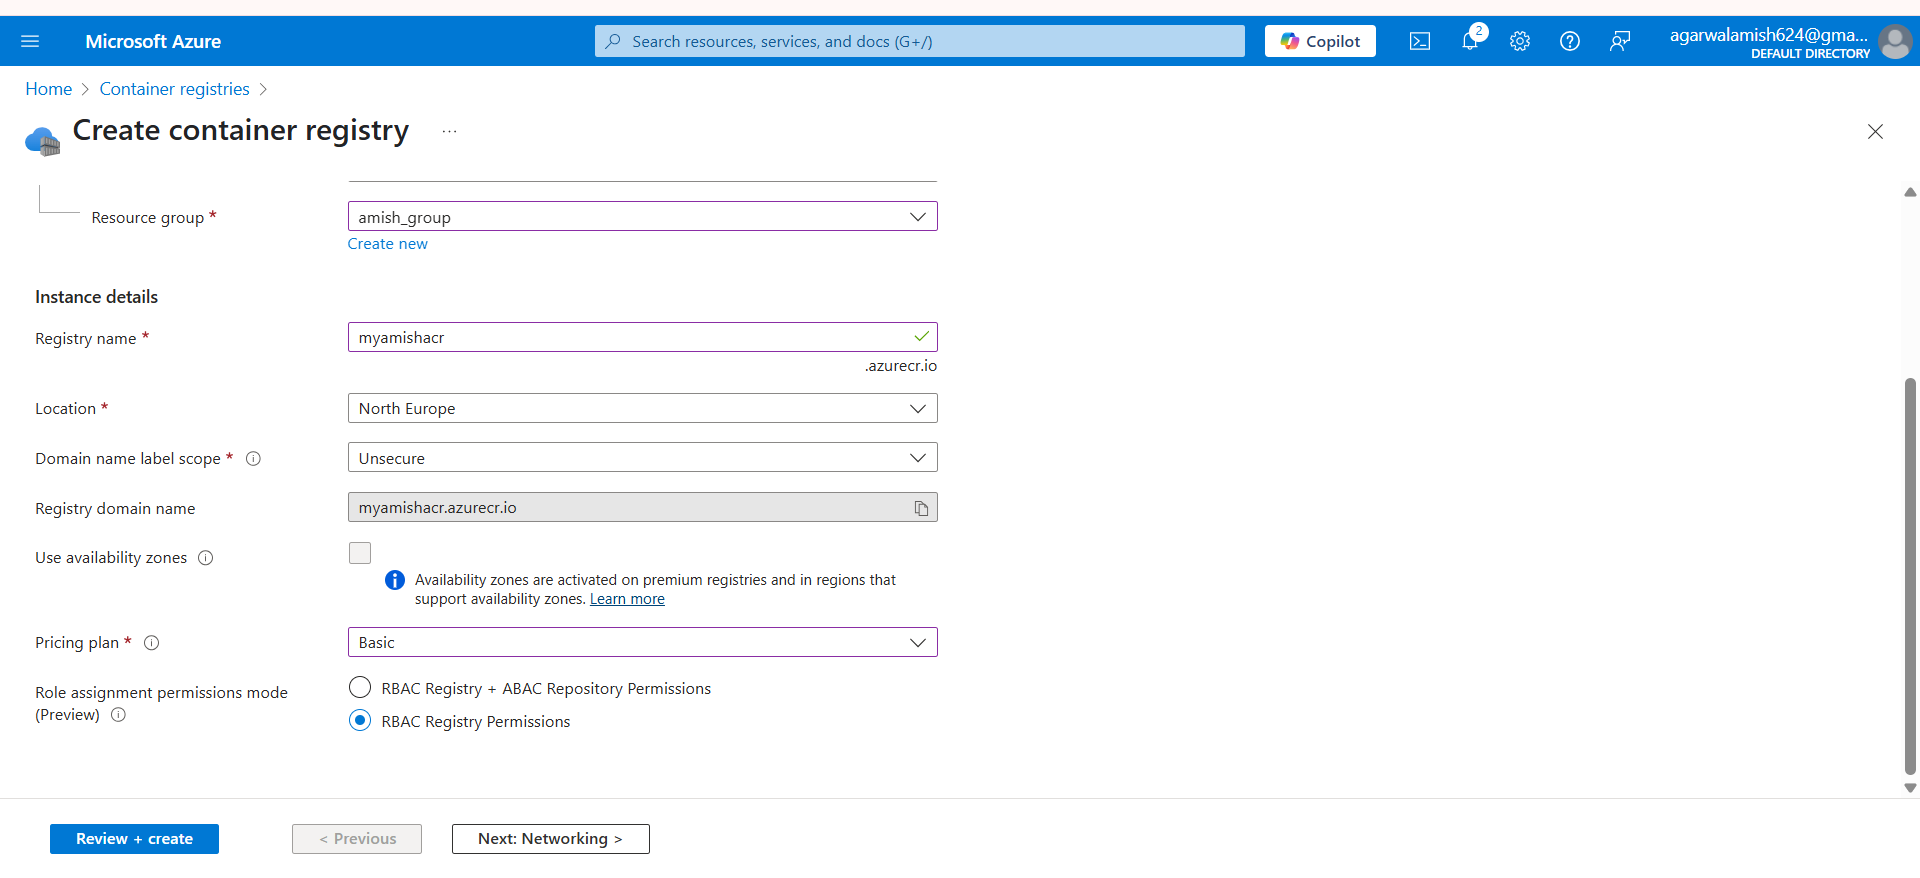 Microsoft Azure
Search resources, services, and docs (G+/)
Copilot
2
agarwalamish624@gma...
DEFAULT DIRECTORY
Home > Container registries >
Create container registry ...
Resource group *
amish_group
Create new
Instance details
Registry name *
myamishacr
.azurecr.io
Location *
North Europe
Domain name label scope *
Unsecure
Registry domain name
myamishacr.azurecr.io
Use availability zones
Availability zones are activated on premium registries and in regions that
support availability zones. Learn more
Pricing plan *
Basic
Role assignment permissions mode
(Preview)
RBAC Registry + ABAC Repository Permissions
RBAC Registry Permissions
Review + create
< Previous
Next: Networking >